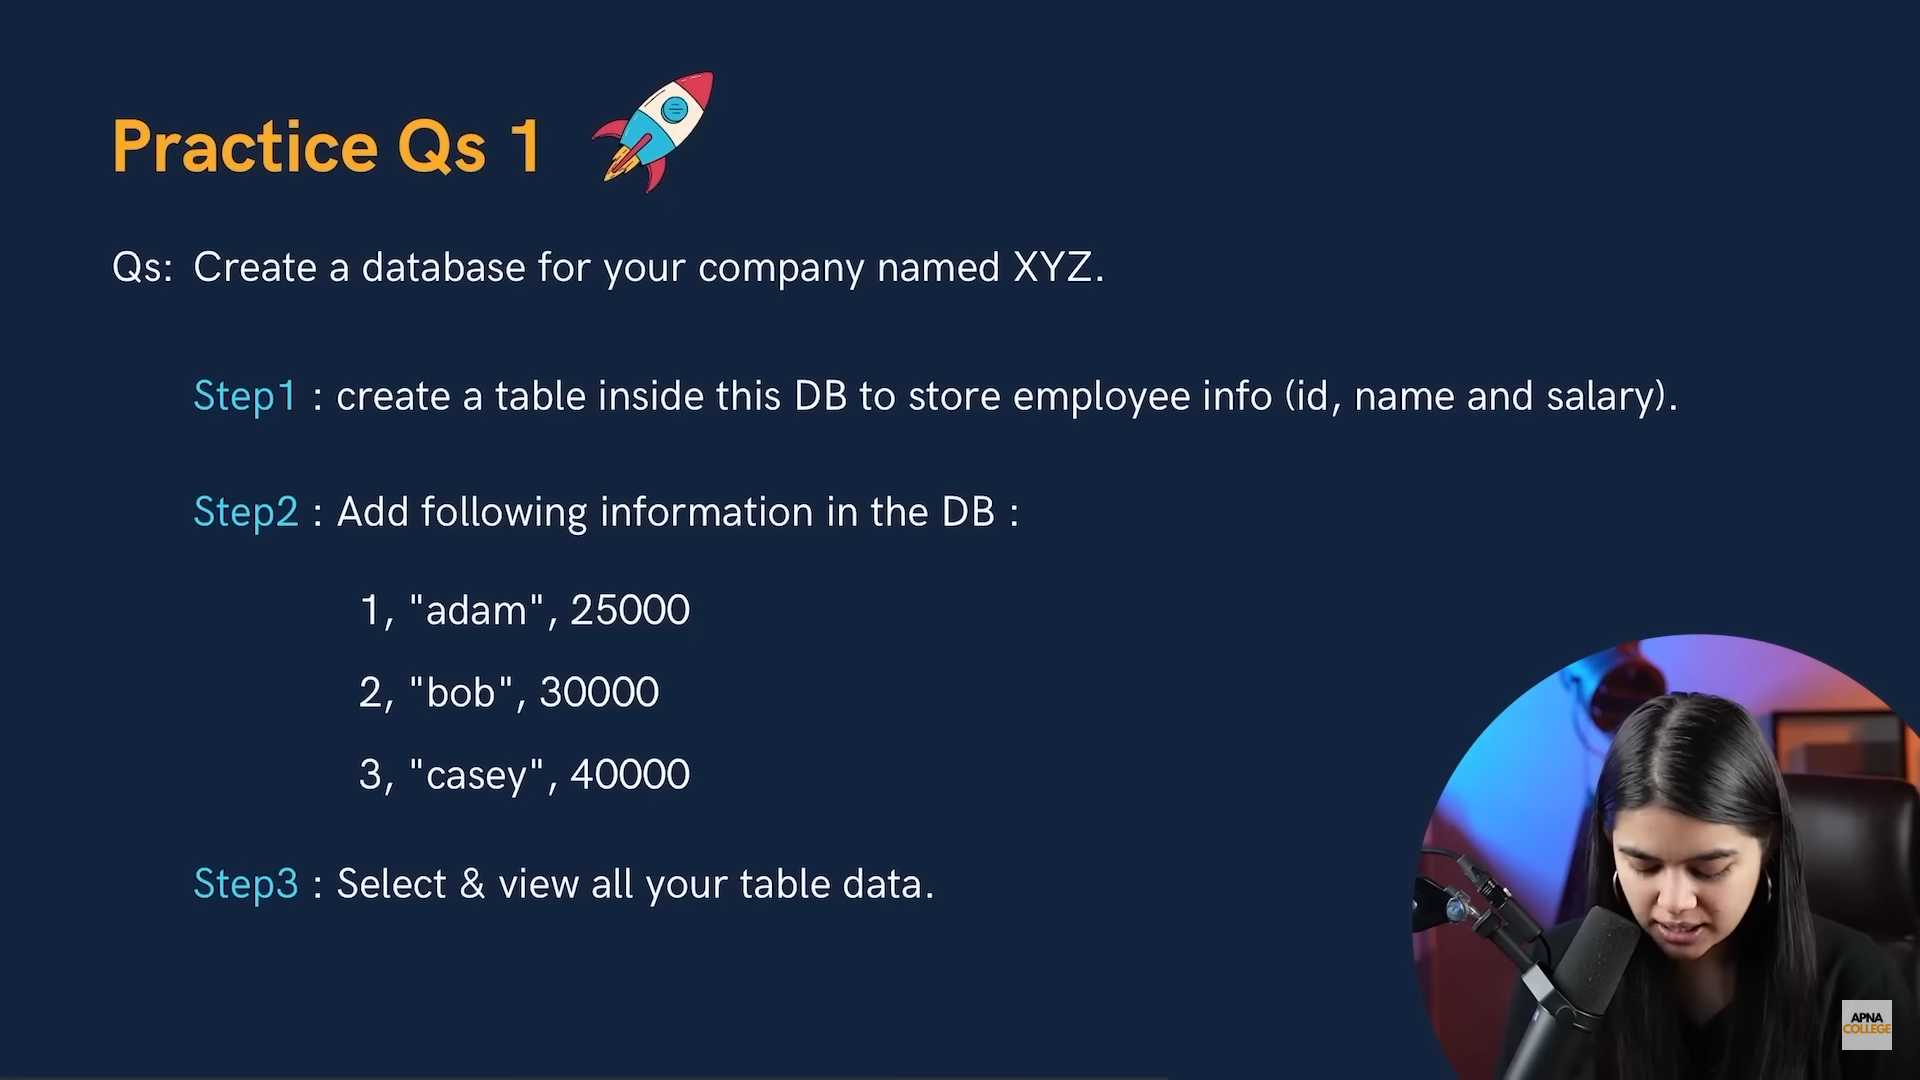 Practice Qs 1
Qs: Create a database for your company named XYZ.
Step1 : create a table inside this DB to store employee info (id, name and salary).
Step2 : Add following information in the DB :
1, "adam", 25000
2, "bob", 30000
3, "casey", 40000
Step3 : Select & view all your table data.
APNA
COLLEGE